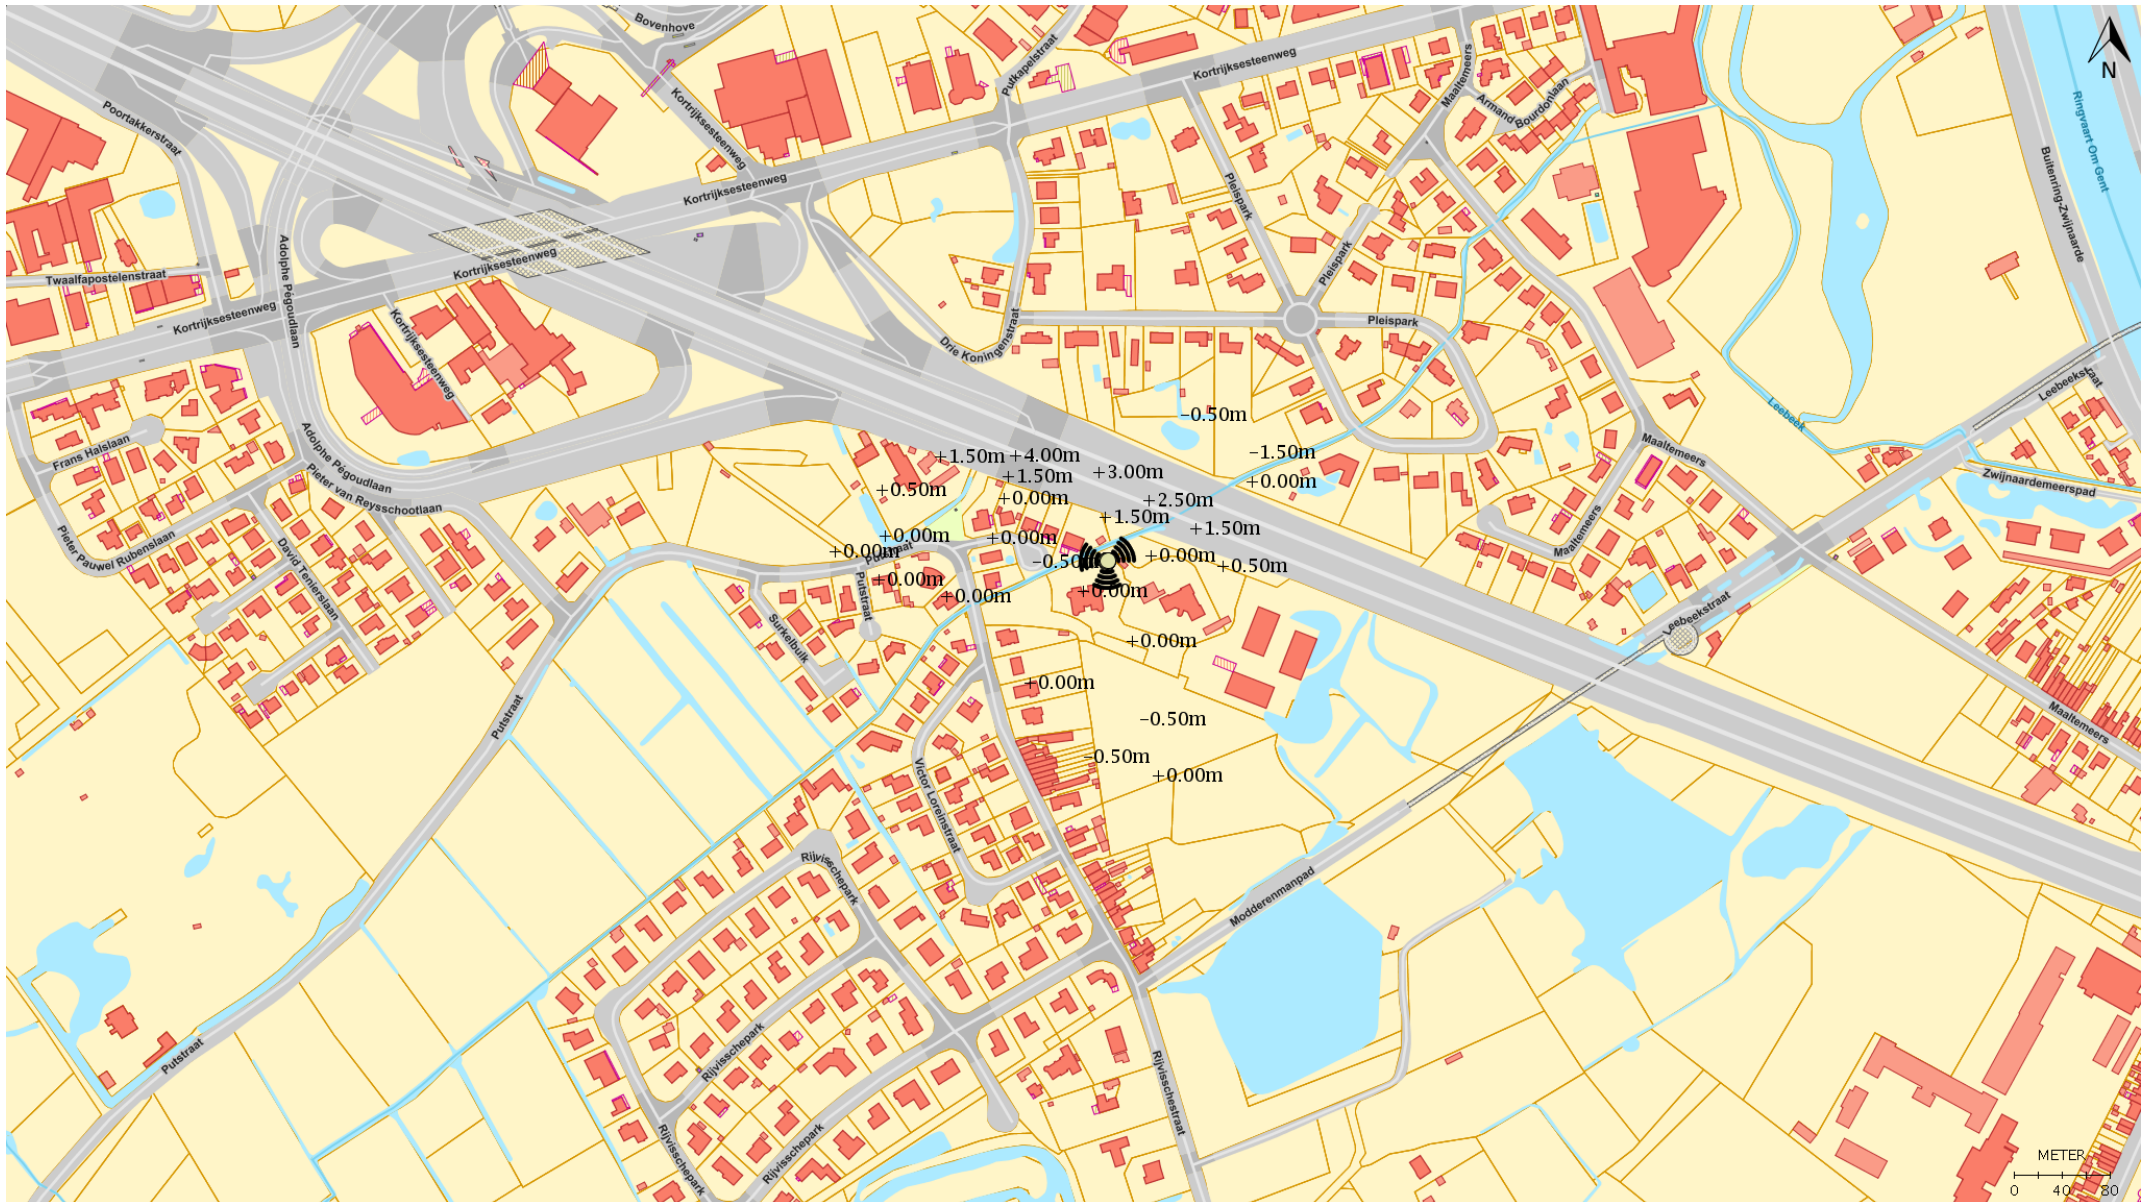 Bovenhove
Putkapelstraat
Kortrijksesteenweg
Maaltemeers
N
Poortakkerstraat
Kortrijksesteenweg
Armand Bourdonlaan
Ringvaart Om Gent
Kortrijksesteenweg
Pleispark
Buitenring-Zwijnaarde
Twaalfapostelenstraat
Adolphe Pégoudlaan
Kortrijksesteenweg
Pleispark
Kortrijksesteenweg
Kortrijksesteenweg
Drie Koningenstraat
Pleispark
Leebeekstraat
Leebeek
-0.50m
Frans Halslaan
Adolphe Pégoudlaan
Maaltemeers
+1.50m
+4.00m
-1.50m
+3.00m
+1.50m
+0.00m
Pieter van Reysschootlaan
Zwijnaardemeerspad
+0.50m
+0.00m
+2.50m
+1.50m
+1.50m
Pieter Pauwel Rubenslaan
Maaltemeers
+0.00m
+0.00m
+0.00m
Putstraat
+0.00m
-0.50m
+0.50m
David Tenierslaan
+0.00m
Putstraat
+0.00m
+0.00m
Leebeekstraat
Surkelbulk
+0.00m
+0.00m
Putstraat
-0.50m
Maaltemeers
-0.50m
+0.00m
Victor Loreinstraat
Rijvisschepark
Modderenmanpad
Putstraat
Rijvisschepark
Rijvisschestraat
Rijvisschepark
Rijvisschepark
METER
0 40 80